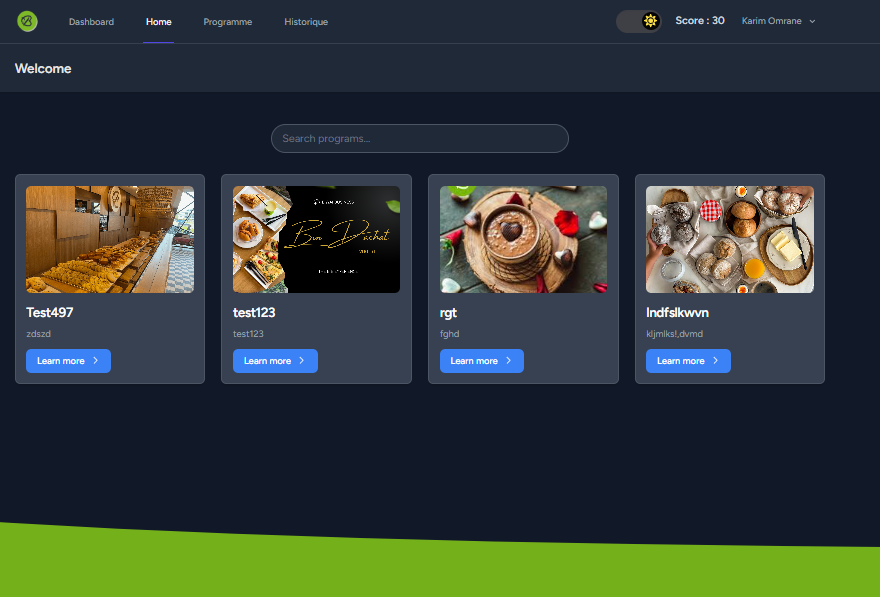 Dashboard
Home
Programme
Historique
Score : 30
Karim Omrane
Welcome
Search programs...
Bon D'achat
Test497
zdszd
Learn more
test123
test123
Learn more
rgt
fghd
Learn more
lndfslkwvn
kljmlks!,dvmd
Learn more